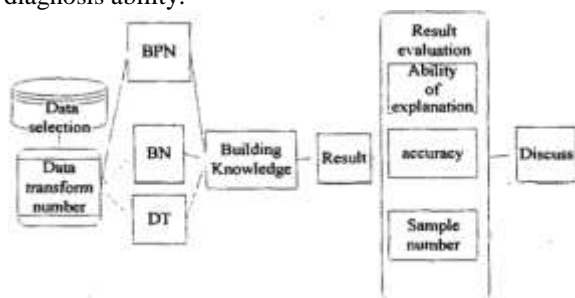 diagnosis ability.
BPN
Data
selection
Data
transform
number
BN
DT
Building
Knowledge
Result
Result
evaluation
Ability
of
explanation
accuracy
Sample
number
Discuss